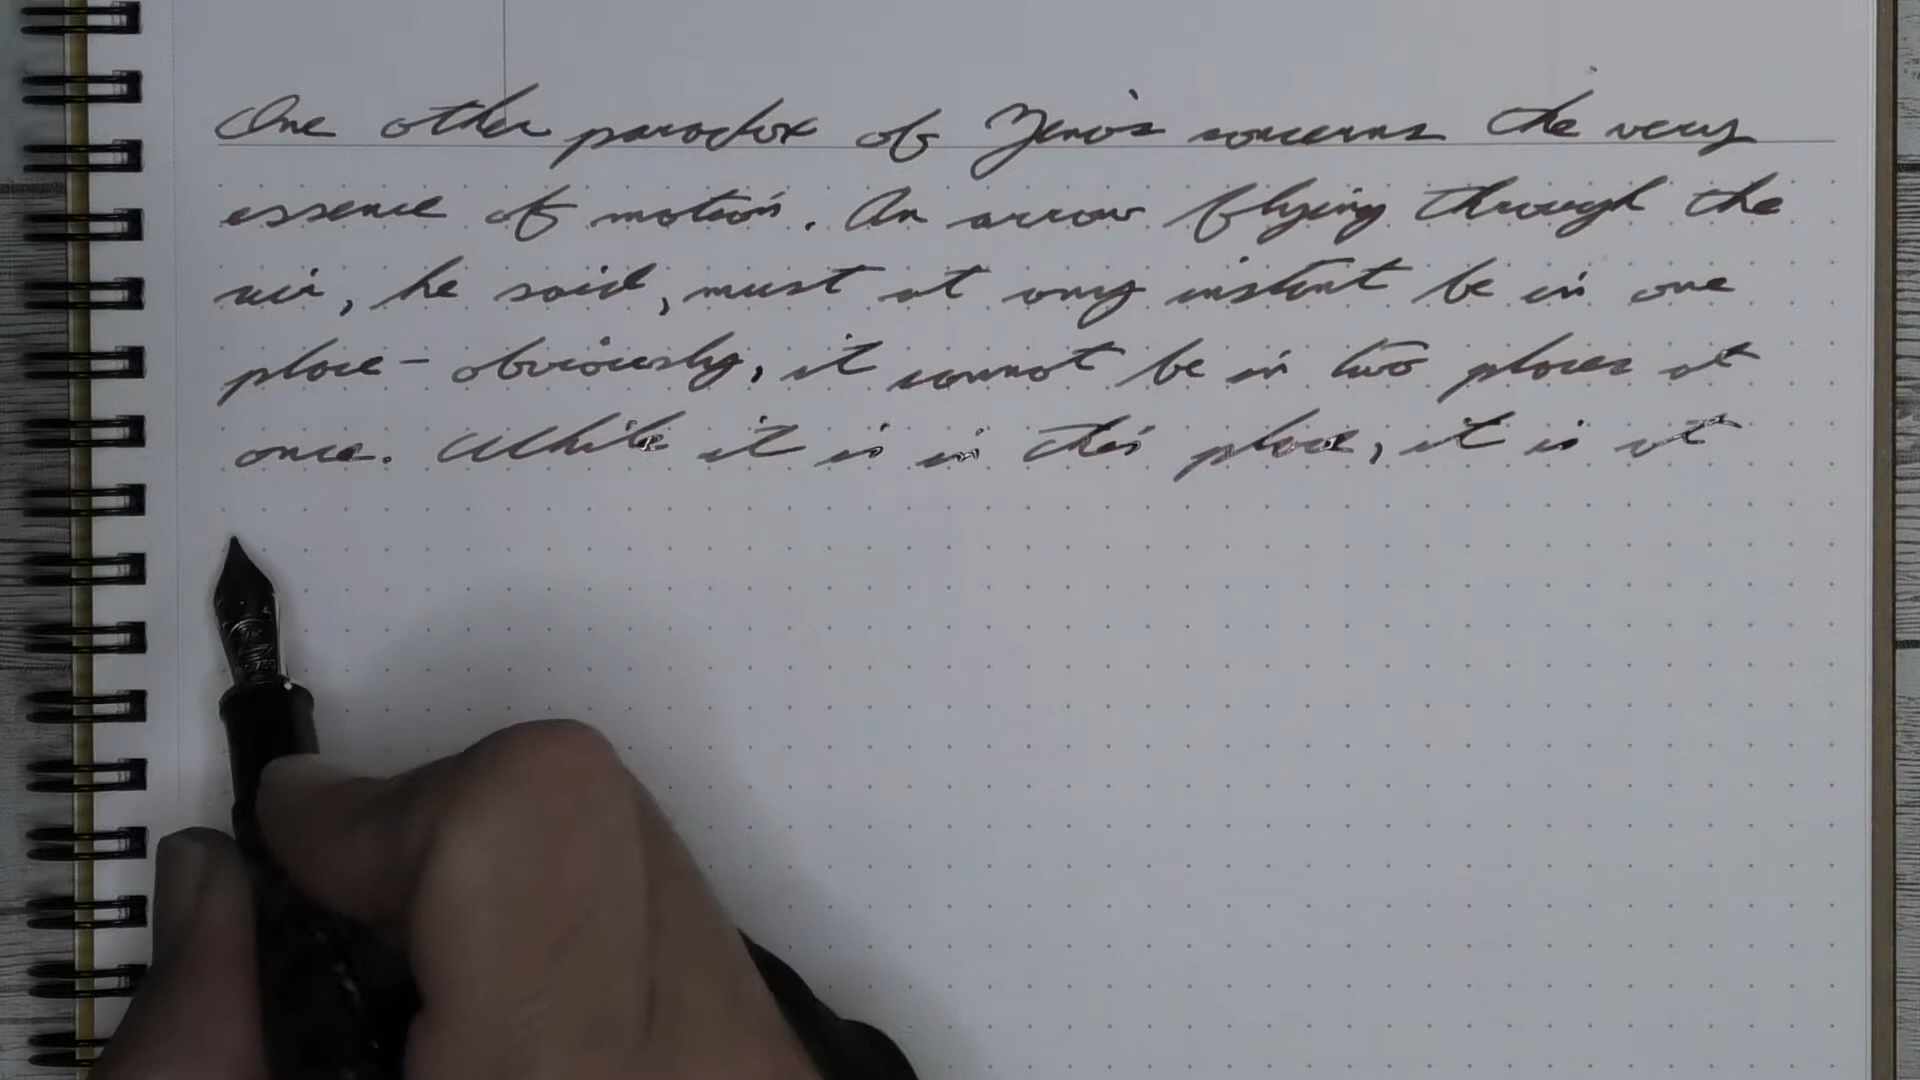 One other paradox of Zeno's concerns the very
essence of motion. An arrow flying through the
air, he said, must at any instant be in one
place - obviously, it cannot be in two places at
once. While it is in this place, it is at